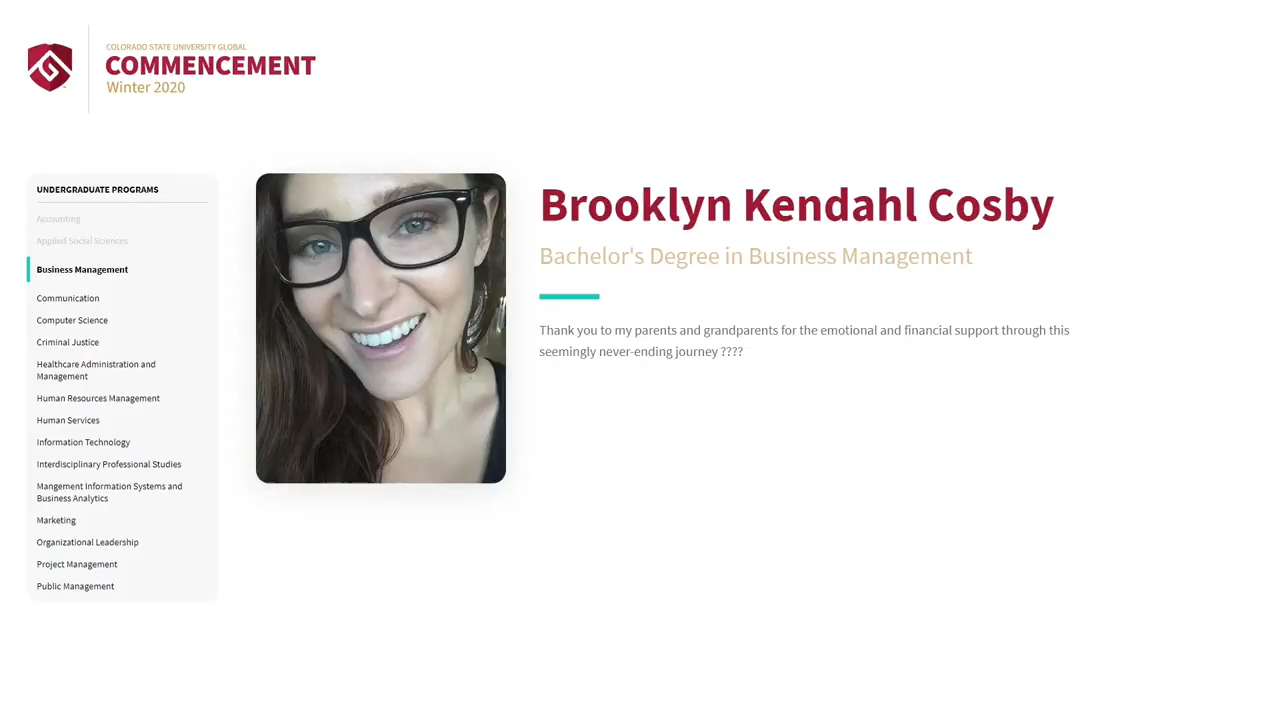 COLORADO STATE UNIVERSITY GLOBAL
COMMENCEMENT
Winter 2020
UNDERGRADUATE PROGRAMS
Accounting
Applied Social Sciences
Business Management
Communication
Computer Science
Criminal Justice
Healthcare Administration and
Management
Human Resources Management
Human Services
Information Technology
Interdisciplinary Professional Studies
Mangement Information Systems and
Business Analytics
Marketing
Organizational Leadership
Project Management
Public Management
Brooklyn Kendahl Cosby
Bachelor's Degree in Business Management
Thank you to my parents and grandparents for the emotional and financial support through this
seemingly never-ending journey ????